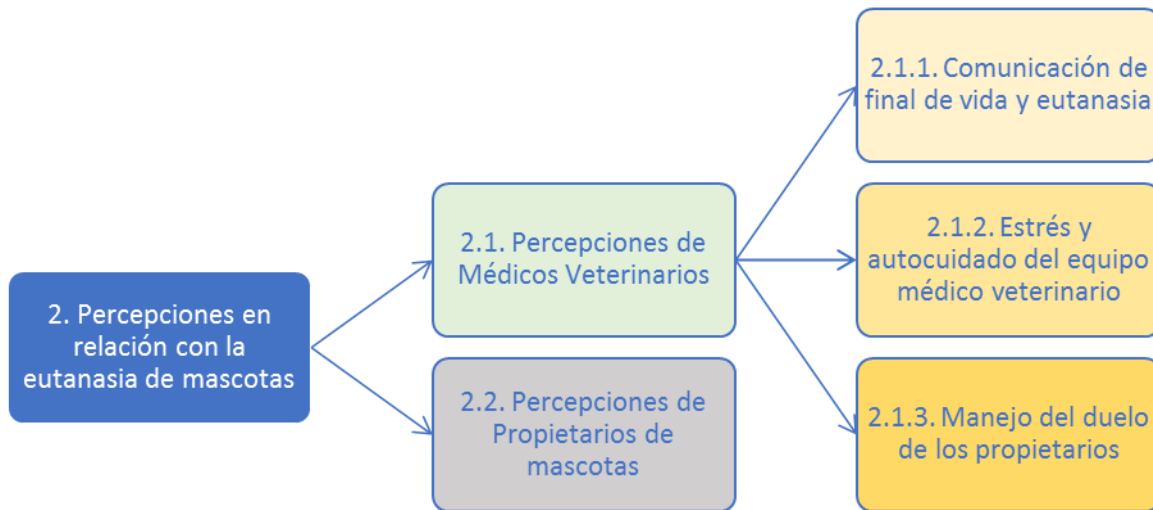 2. Percepciones en
relación con la
eutanasia de mascotas
2.1. Percepciones de
Médicos Veterinarios
2.2. Percepciones de
Propietarios de
mascotas
2.1.1. Comunicación de
final de vida y eutanasia
2.1.2. Estrés y
autocuidado del equipo
médico veterinario
2.1.3. Manejo del duelo
de los propietarios